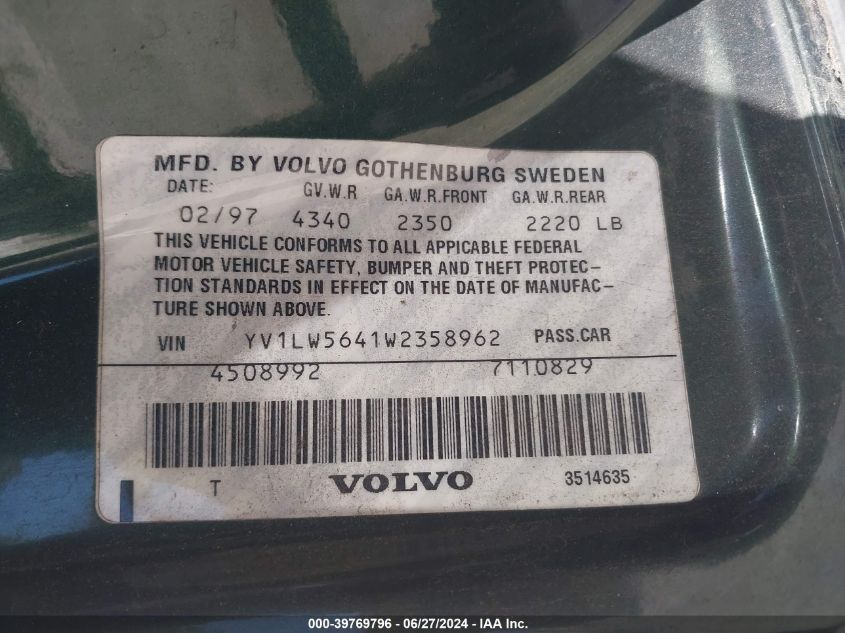 MFD. BY VOLVO GOTHENBURG SWEDEN
DATE: GV.W.R GA.W.R.FRONT GA.W.R.REAR
02/97 4340 2350 2220 LB
THIS VEHICLE CONFORMS TO ALL APPICABLE FEDERAL
MOTOR VEHICLE SAFETY, BUMPER AND THEFT PROTEC-
TION STANDARDS IN EFFECT ON THE DATE OF MANUFAC-
TURE SHOWN ABOVE.
VIN YV1LW5641W2358962 PASS.CAR
4508992 7110829
T VOLVO 3514635
000-39769796 - 06/27/2024 - IAAI.com.